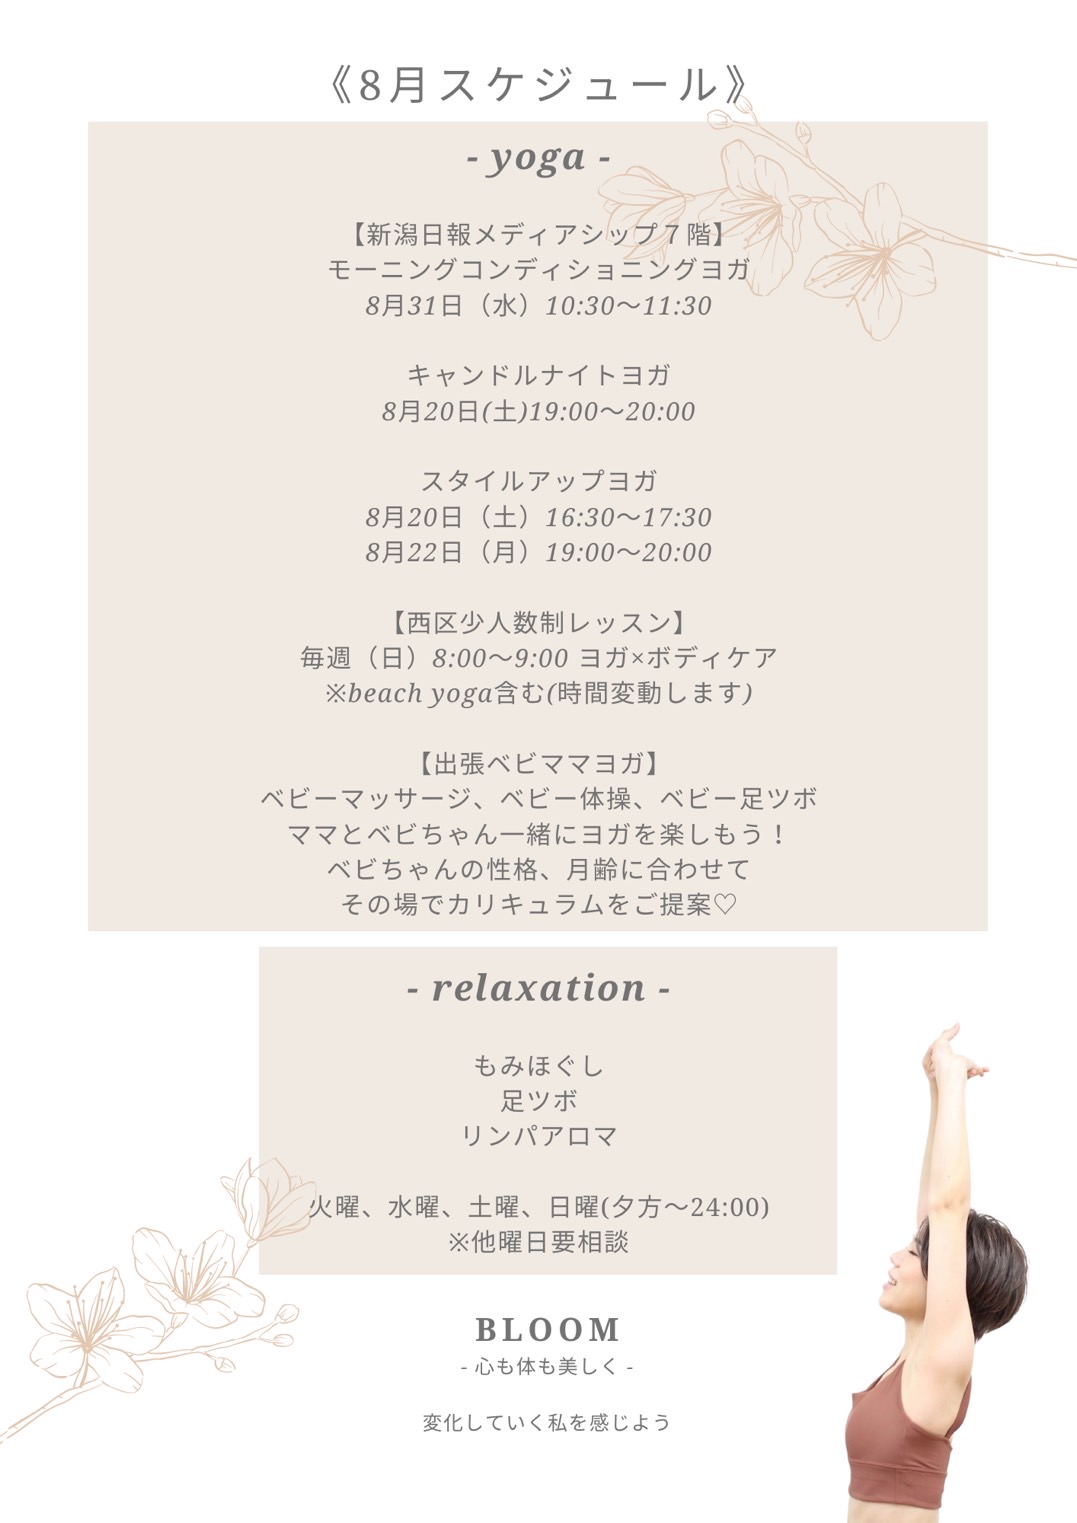 《8月スケジュール》
- yoga -
【新潟日報メディアシップ７階】
モーニングコンディショニングヨガ
8月31日（水）10:30〜11:30
キャンドルナイトヨガ
8月20日(土)19:00〜20:00
スタイルアップヨガ
8月20日（土）16:30〜17:30
8月22日（月）19:00〜20:00
【西区少人数制レッスン】
毎週（日）8:00〜9:00 ヨガ×ボディケア
※beach yoga含む(時間変動します)
【出張ベビママヨガ】
ベビーマッサージ、ベビー体操、ベビー足ツボ
ママとベビちゃん一緒にヨガを楽しもう！
ベビちゃんの性格、月齢に合わせて
その場でカリキュラムをご提案♡
- relaxation -
もみほぐし
足ツボ
リンパアロマ
火曜、水曜、土曜、日曜(夕方〜24:00)
※他曜日要相談
BLOOM
- 心も体も美しく -
変化していく私を感じよう